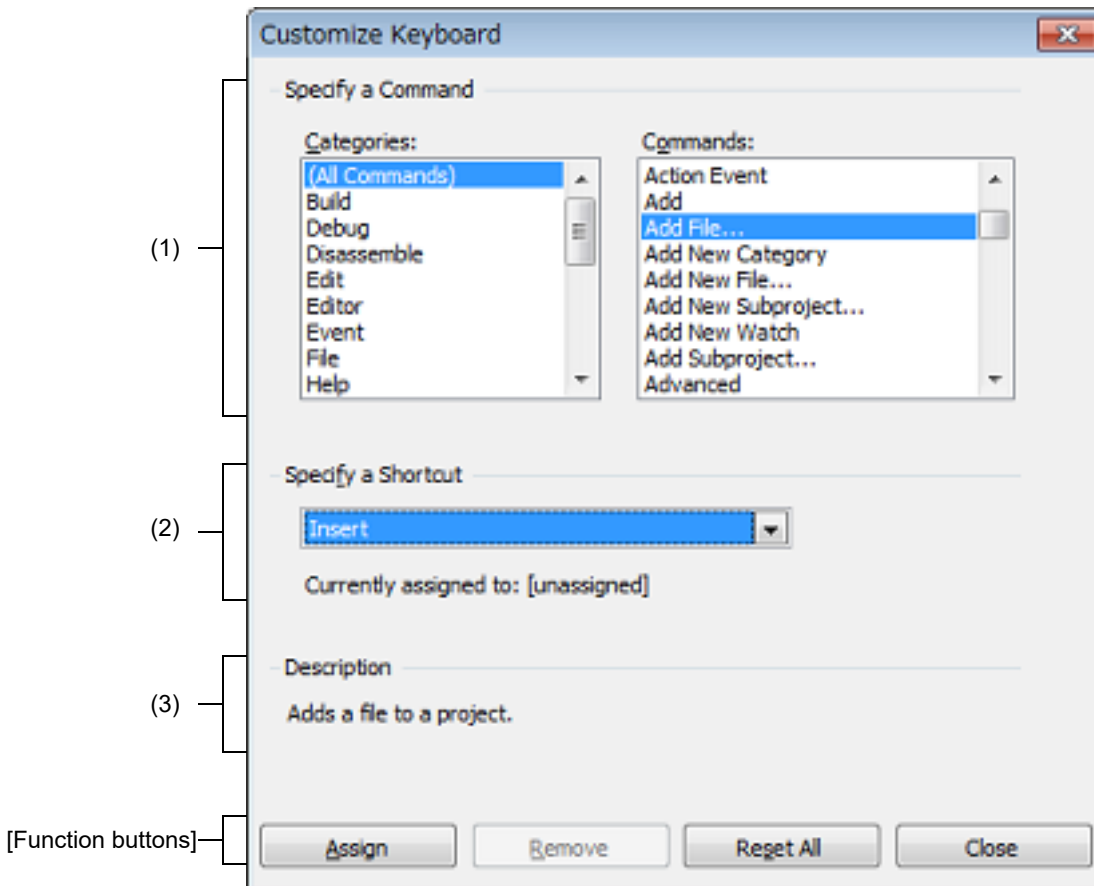 Customize Keyboard
Specify a Command
Categories:
(All Commands)
Build
Debug
Disassemble
Edit
Editor
Event
File
Help
Commands:
Action Event
Add
Add File...
Add New Category
Add New File...
Add New Subproject...
Add New Watch
Add Subproject...
Advanced
(1)
Specify a Shortcut
Insert
Currently assigned to: [unassigned]
(2)
Description
Adds a file to a project.
(3)
[Function buttons]
Assign
Remove
Reset All
Close